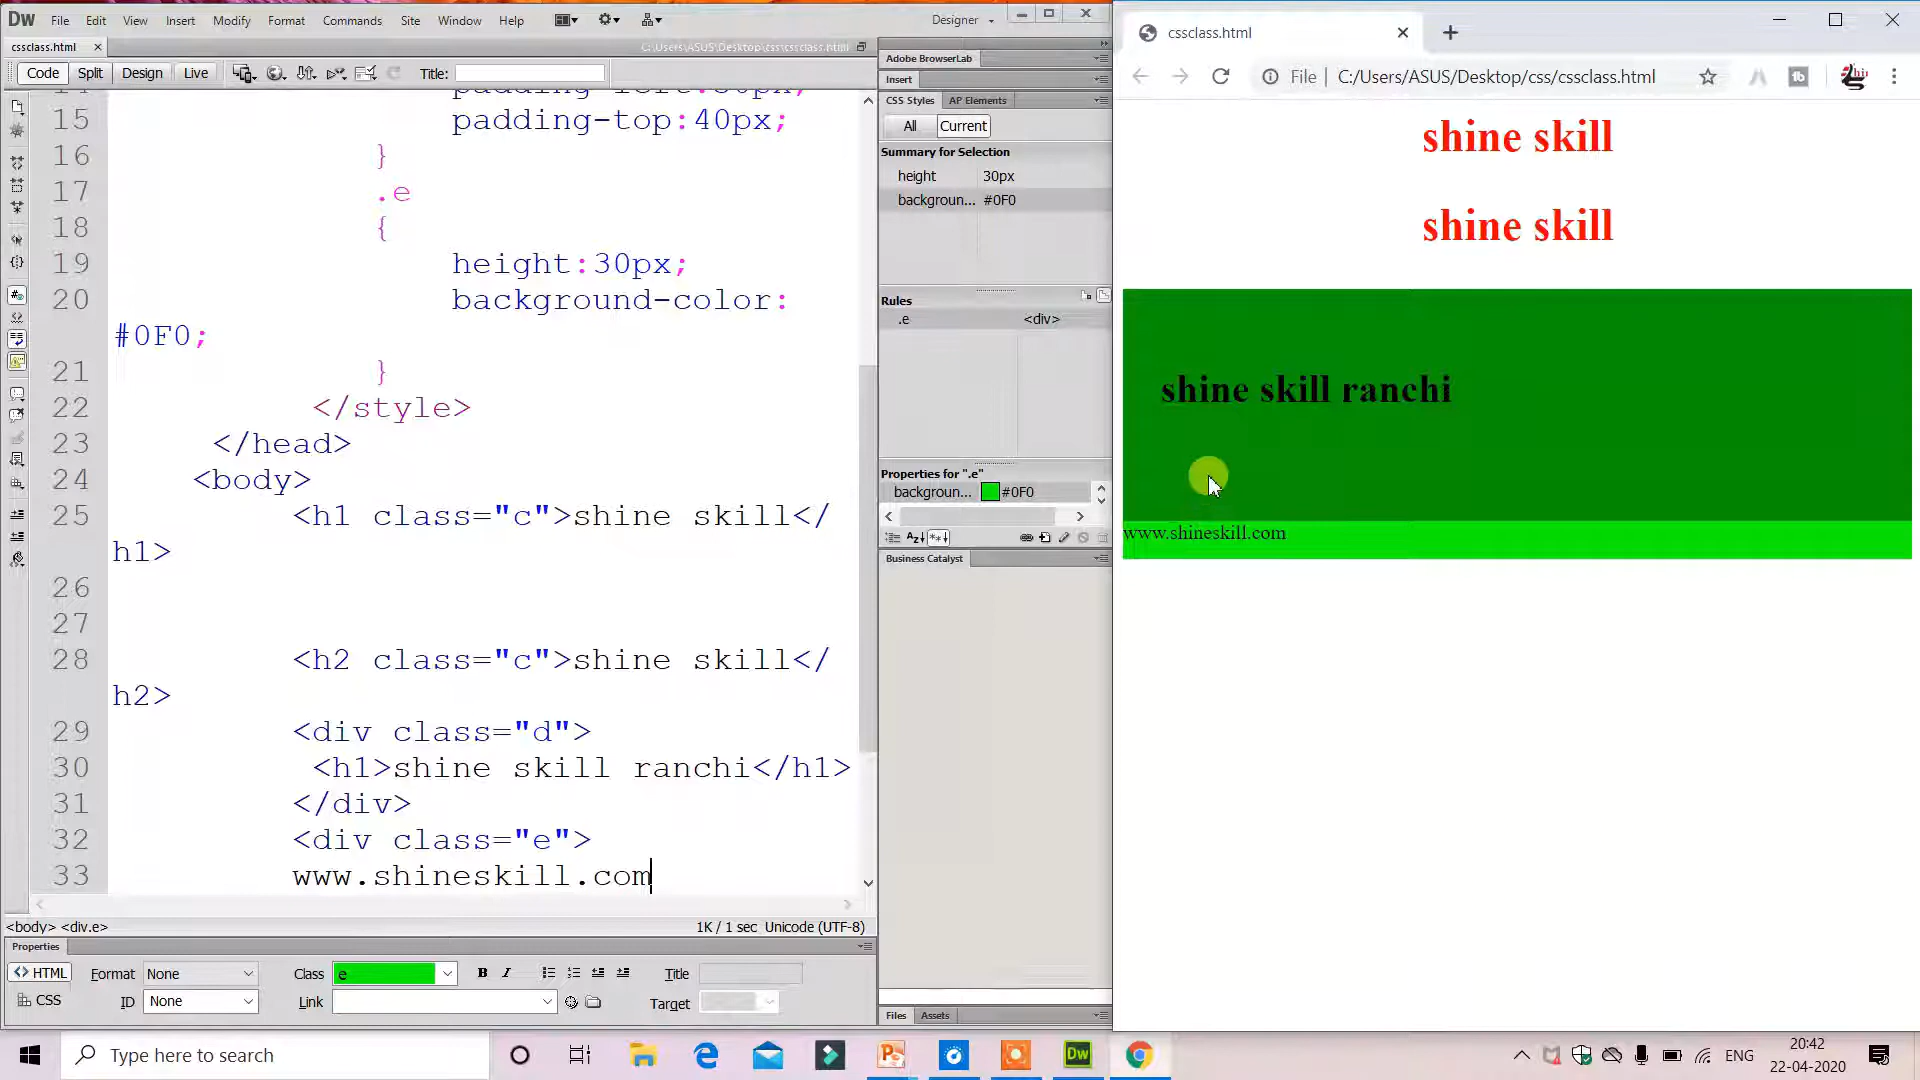 Dw File Edit View Insert Modify Format Commands Site Window Help Designer
cssclass.html C:\Users\ASUS\Desktop\css\cssclass.html
Code Split Design Live Title:
15 padding-top:40px;
16 }
17 .e
18 {
19 height:30px;
20 background-color:
#0F0;
21 }
22 </style>
23 </head>
24 <body>
25 <h1 class="c">shine skill</
h1>
26
27
28 <h2 class="c">shine skill</
h2>
29 <div class="d">
30 <h1>shine skill ranchi</h1>
31 </div>
32 <div class="e">
33 www.shineskill.com
<body> <div.e> 1K / 1 sec Unicode (UTF-8)
Properties
<> HTML Format None Class e B I Title
CSS ID None Link Target
Adobe BrowserLab
Insert
CSS Styles AP Elements
All Current
Summary for Selection
height 30px
backgroun... #0F0
Rules
.e <div>
Properties for ".e"
backgroun... #0F0
Business Catalyst
Files Assets
cssclass.html
File C:/Users/ASUS/Desktop/css/cssclass.html
shine skill
shine skill
shine skill ranchi
www.shineskill.com
Type here to search
ENG
20:42
22-04-2020